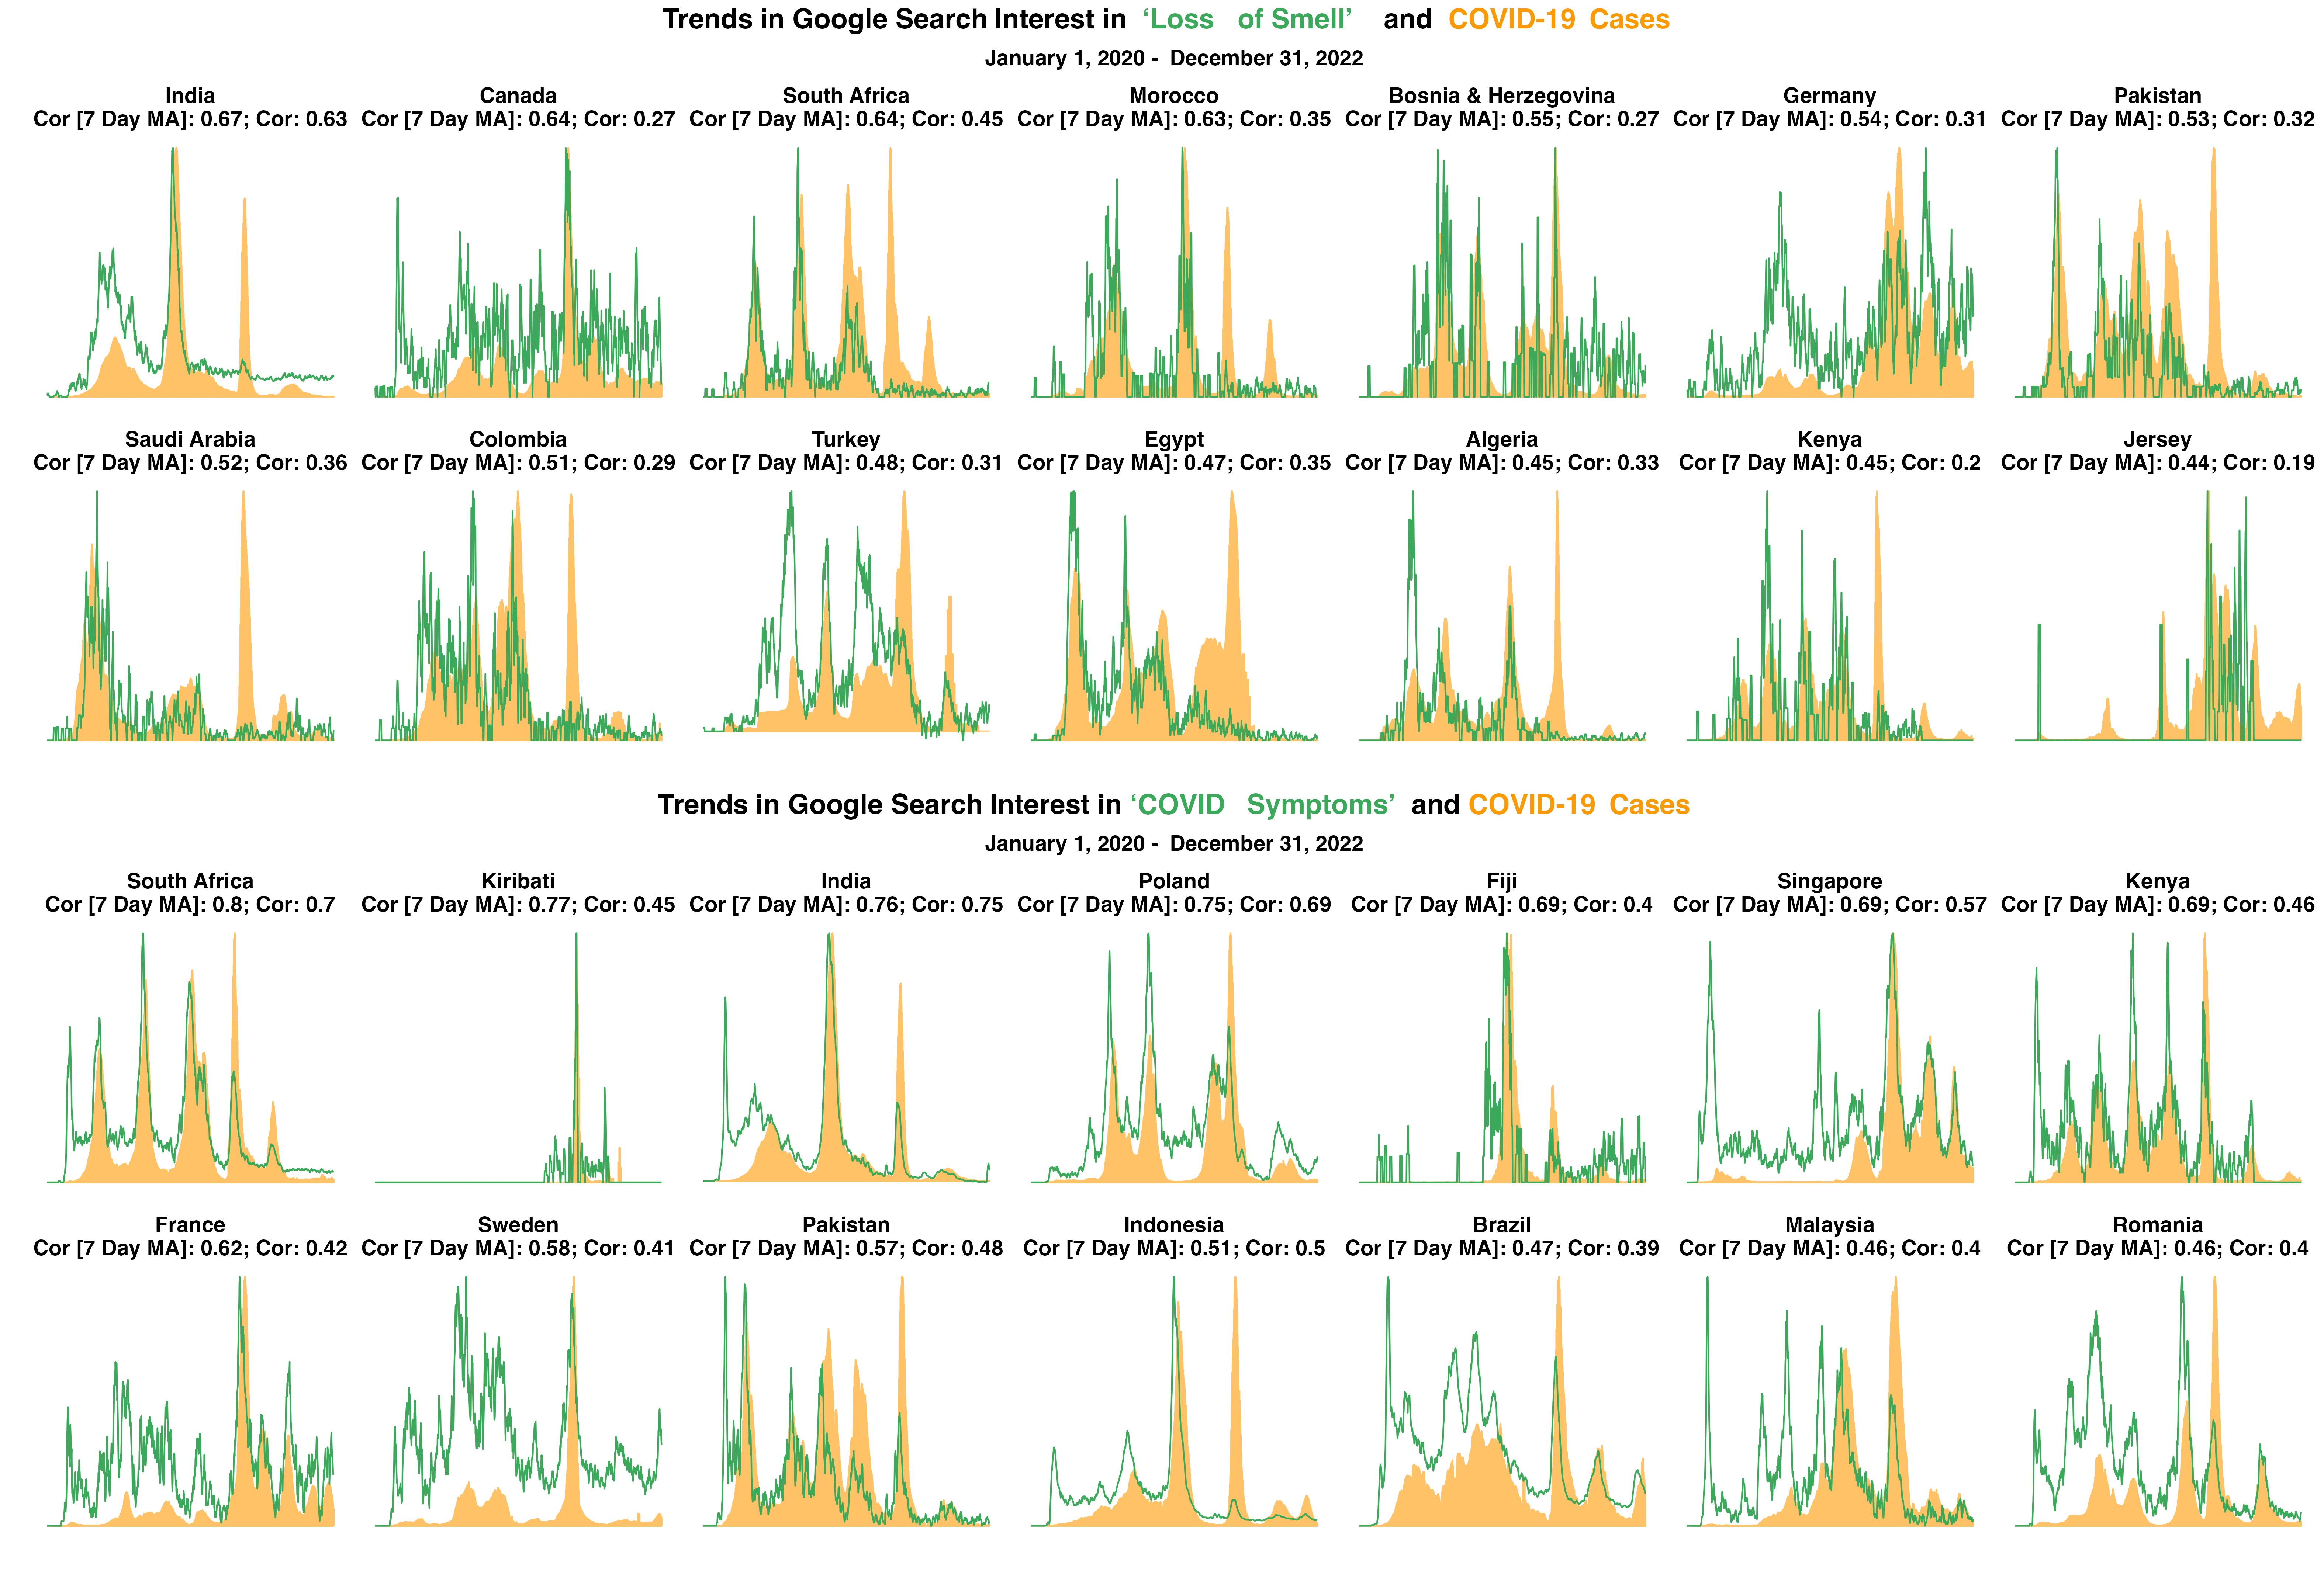 Trends in Google Search Interest in ‘Loss of Smell’ and COVID-19 Cases
January 1, 2020 - December 31, 2022
India
Cor [7 Day MA]: 0.67; Cor: 0.63
Canada
Cor [7 Day MA]: 0.64; Cor: 0.27
South Africa
Cor [7 Day MA]: 0.64; Cor: 0.45
Morocco
Cor [7 Day MA]: 0.63; Cor: 0.35
Bosnia & Herzegovina
Cor [7 Day MA]: 0.55; Cor: 0.27
Germany
Cor [7 Day MA]: 0.54; Cor: 0.31
Pakistan
Cor [7 Day MA]: 0.53; Cor: 0.32
Saudi Arabia
Cor [7 Day MA]: 0.52; Cor: 0.36
Colombia
Cor [7 Day MA]: 0.51; Cor: 0.29
Turkey
Cor [7 Day MA]: 0.48; Cor: 0.31
Egypt
Cor [7 Day MA]: 0.47; Cor: 0.35
Algeria
Cor [7 Day MA]: 0.45; Cor: 0.33
Kenya
Cor [7 Day MA]: 0.45; Cor: 0.2
Jersey
Cor [7 Day MA]: 0.44; Cor: 0.19
Trends in Google Search Interest in ‘COVID Symptoms’ and COVID-19 Cases
January 1, 2020 - December 31, 2022
South Africa
Cor [7 Day MA]: 0.8; Cor: 0.7
Kiribati
Cor [7 Day MA]: 0.77; Cor: 0.45
India
Cor [7 Day MA]: 0.76; Cor: 0.75
Poland
Cor [7 Day MA]: 0.75; Cor: 0.69
Fiji
Cor [7 Day MA]: 0.69; Cor: 0.4
Singapore
Cor [7 Day MA]: 0.69; Cor: 0.57
Kenya
Cor [7 Day MA]: 0.69; Cor: 0.46
France
Cor [7 Day MA]: 0.62; Cor: 0.42
Sweden
Cor [7 Day MA]: 0.58; Cor: 0.41
Pakistan
Cor [7 Day MA]: 0.57; Cor: 0.48
Indonesia
Cor [7 Day MA]: 0.51; Cor: 0.5
Brazil
Cor [7 Day MA]: 0.47; Cor: 0.39
Malaysia
Cor [7 Day MA]: 0.46; Cor: 0.4
Romania
Cor [7 Day MA]: 0.46; Cor: 0.4